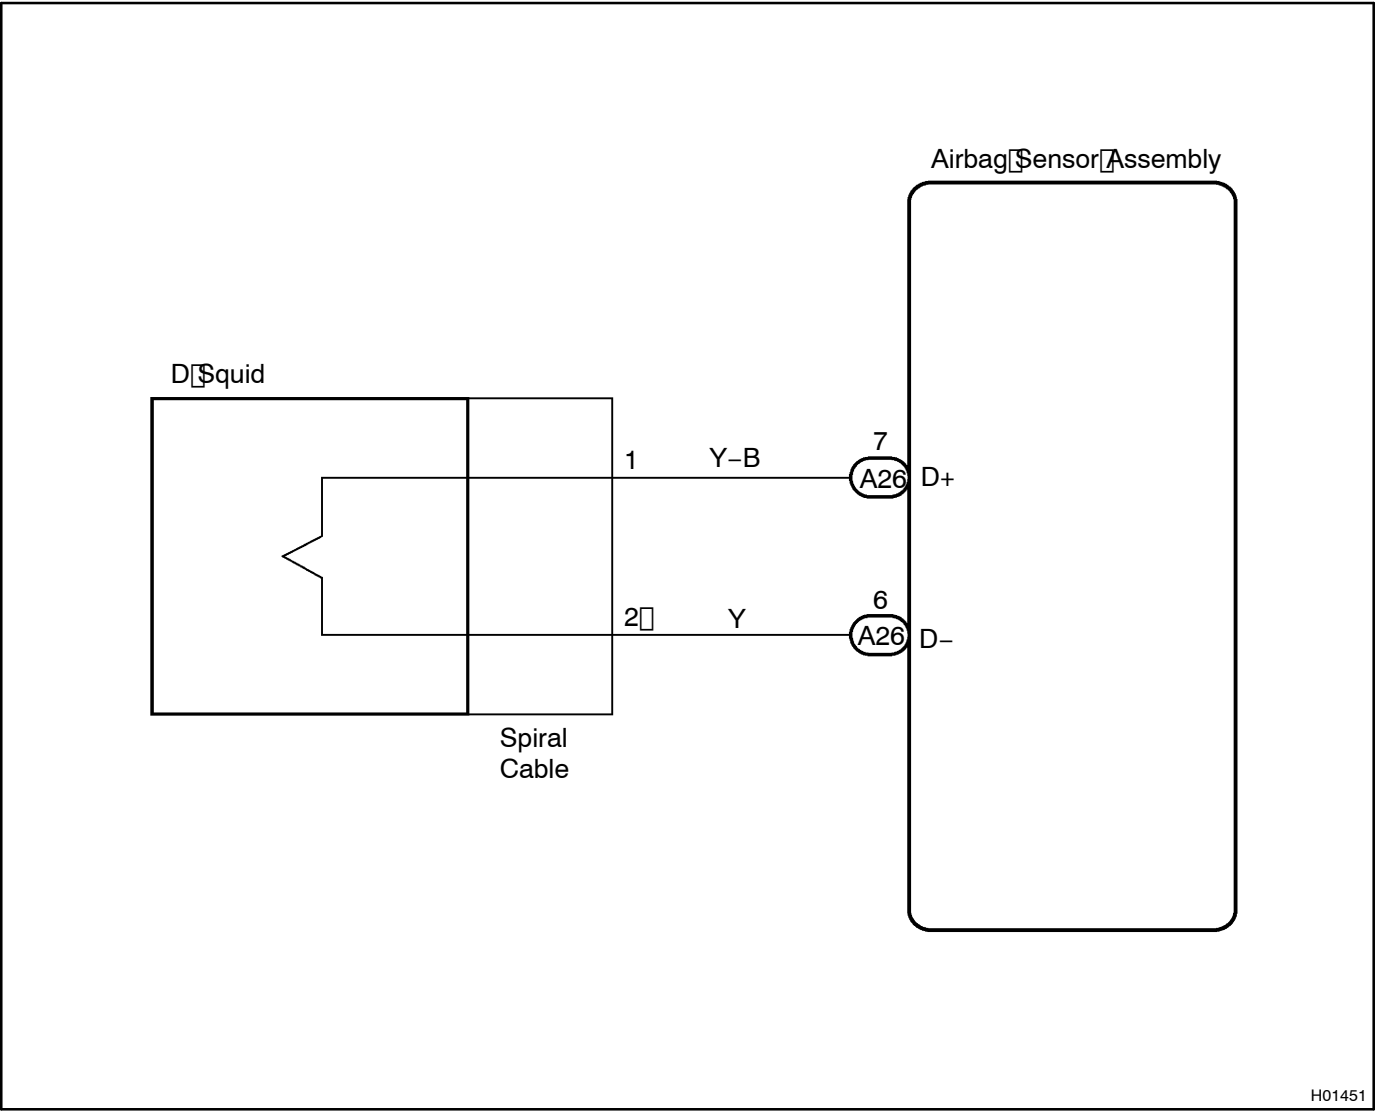 Airbag Sensor Assembly
D Squid
1
Y−B
7
A26
D+
2
Y
6
A26
D−
Spiral
Cable
H01451